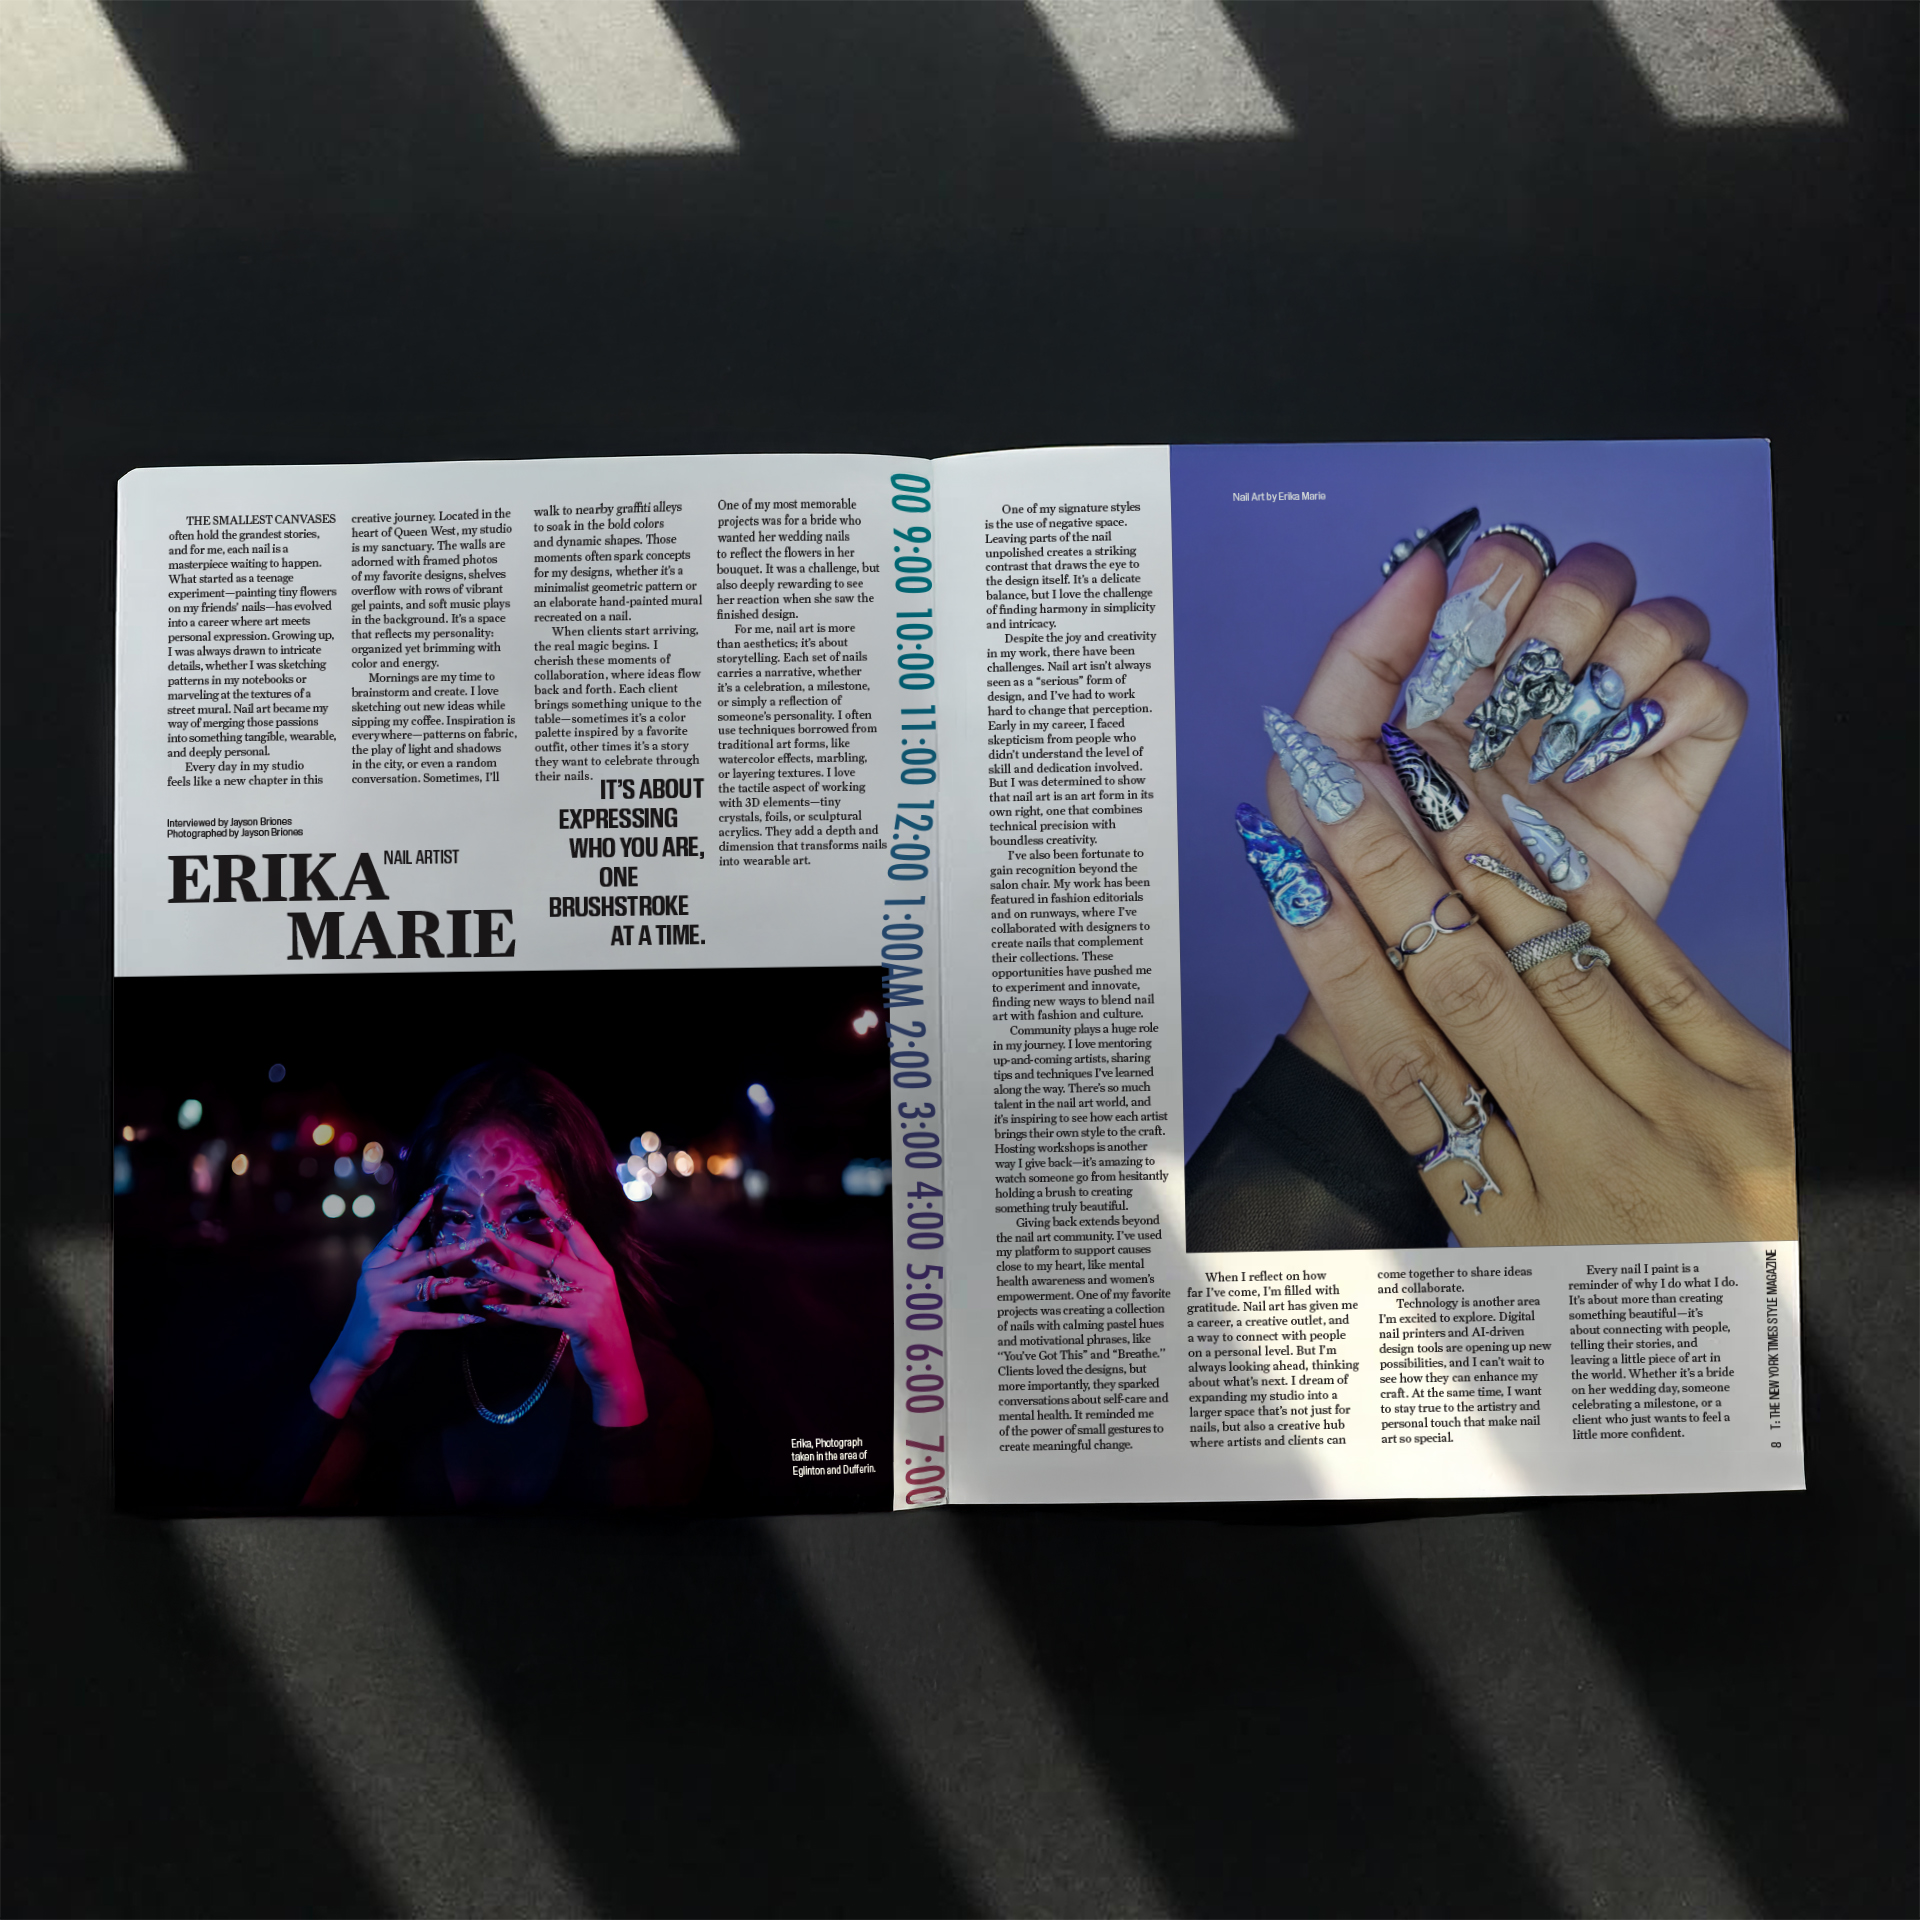 THE SMALLEST CANVASES
often hold the grandest stories,
and for me, each nail is a
masterpiece waiting to happen.
What started as a teenage
experiment—painting tiny flowers
on my friends' nails—has evolved
into a career where art meets
personal expression. Growing up,
I was always drawn to intricate
details, whether I was sketching
patterns in my notebooks or
marveling at the textures of a
street mural. Nail art became my
way of merging those passions
into something tangible, wearable,
and deeply personal.
Every day in my studio
feels like a new chapter in this
creative journey. Located in the
heart of Queen West, my studio
is my sanctuary. The walls are
adorned with framed photos
of my favorite designs, shelves
overflow with rows of vibrant
gel paints, and soft music plays
in the background. It's a space
that reflects my personality:
organized yet brimming with
color and energy.
Mornings are my time to
brainstorm and create. I love
sketching out new ideas while
sipping my coffee. Inspiration is
everywhere—patterns on fabric,
the play of light and shadows
in the city, or even a random
conversation. Sometimes, I'll
walk to nearby graffiti alleys
to soak in the bold colors
and dynamic shapes. Those
moments often spark concepts
for my designs, whether it's a
minimalist geometric pattern or
an elaborate hand-painted mural
recreated on a nail.
When clients start arriving,
the real magic begins. I
cherish these moments of
collaboration, where ideas flow
back and forth. Each client
brings something unique to the
table—sometimes it's a color
palette inspired by a favorite
outfit, other times it's a story
they want to celebrate through
their nails.
One of my most memorable
projects was for a bride who
wanted her wedding nails
to reflect the flowers in her
bouquet. It was a challenge, but
also deeply rewarding to see
her reaction when she saw the
finished design.
For me, nail art is more
than aesthetics; it's about
storytelling. Each set of nails
carries a narrative, whether
it's a celebration, a milestone,
or simply a reflection of
someone's personality. I often
use techniques borrowed from
traditional art forms, like
watercolor effects, marbling,
or layering textures. I love
the tactile aspect of working
with 3D elements—tiny
crystals, foils, or sculptural
acrylics. They add a depth and
dimension that transforms nails
into wearable art.
Interviewed by Jayson Briones
Photographed by Jayson Briones
ERIKA
NAIL ARTIST
MARIE
IT'S ABOUT
EXPRESSING
WHO YOU ARE,
ONE
BRUSHSTROKE
AT A TIME.
Erika, Photograph
taken in the area of
Eglinton and Dufferin.
00 9:00 10:00 11:00 12:00 1:00AM 2:00 3:00 4:00 5:00 6:00 7:00
One of my signature styles
is the use of negative space.
Leaving parts of the nail
unpolished creates a striking
contrast that draws the eye to
the design itself. It's a delicate
balance, but I love the challenge
of finding harmony in simplicity
and intricacy.
Despite the joy and creativity
in my work, there have been
challenges. Nail art isn't always
seen as a "serious" form of
design, and I've had to work
hard to change that perception.
Early in my career, I faced
skepticism from people who
didn't understand the level of
skill and dedication involved.
But I was determined to show
that nail art is an art form in its
own right, one that combines
technical precision with
boundless creativity.
I've also been fortunate to
gain recognition beyond the
salon chair. My work has been
featured in fashion editorials
and on runways, where I've
collaborated with designers to
create nails that complement
their collections. These
opportunities have pushed me
to experiment and innovate,
finding new ways to blend nail
art with fashion and culture.
Community plays a huge role
in my journey. I love mentoring
up-and-coming artists, sharing
tips and techniques I've learned
along the way. There's so much
talent in the nail art world, and
it's inspiring to see how each artist
brings their own style to the craft.
Hosting workshops is another
way I give back—it's amazing to
watch someone go from hesitantly
holding a brush to creating
something truly beautiful.
Giving back extends beyond
the nail art community. I've used
my platform to support causes
close to my heart, like mental
health awareness and women's
empowerment. One of my favorite
projects was creating a collection
of nails with calming pastel hues
and motivational phrases, like
"You've Got This" and "Breathe."
Clients loved the designs, but
more importantly, they sparked
conversations about self-care and
mental health. It reminded me
of the power of small gestures to
create meaningful change.
Nail Art by Erika Marie
When I reflect on how
far I've come, I'm filled with
gratitude. Nail art has given me
a career, a creative outlet, and
a way to connect with people
on a personal level. But I'm
always looking ahead, thinking
about what's next. I dream of
expanding my studio into a
larger space that's not just for
nails, but also a creative hub
where artists and clients can
come together to share ideas
and collaborate.
Technology is another area
I'm excited to explore. Digital
nail printers and AI-driven
design tools are opening up new
possibilities, and I can't wait to
see how they can enhance my
craft. At the same time, I want
to stay true to the artistry and
personal touch that make nail
art so special.
Every nail I paint is a
reminder of why I do what I do.
It's about more than creating
something beautiful—it's
about connecting with people,
telling their stories, and
leaving a little piece of art in
the world. Whether it's a bride
on her wedding day, someone
celebrating a milestone, or a
client who just wants to feel a
little more confident.
8 T: THE NEW YORK TIMES STYLE MAGAZINE